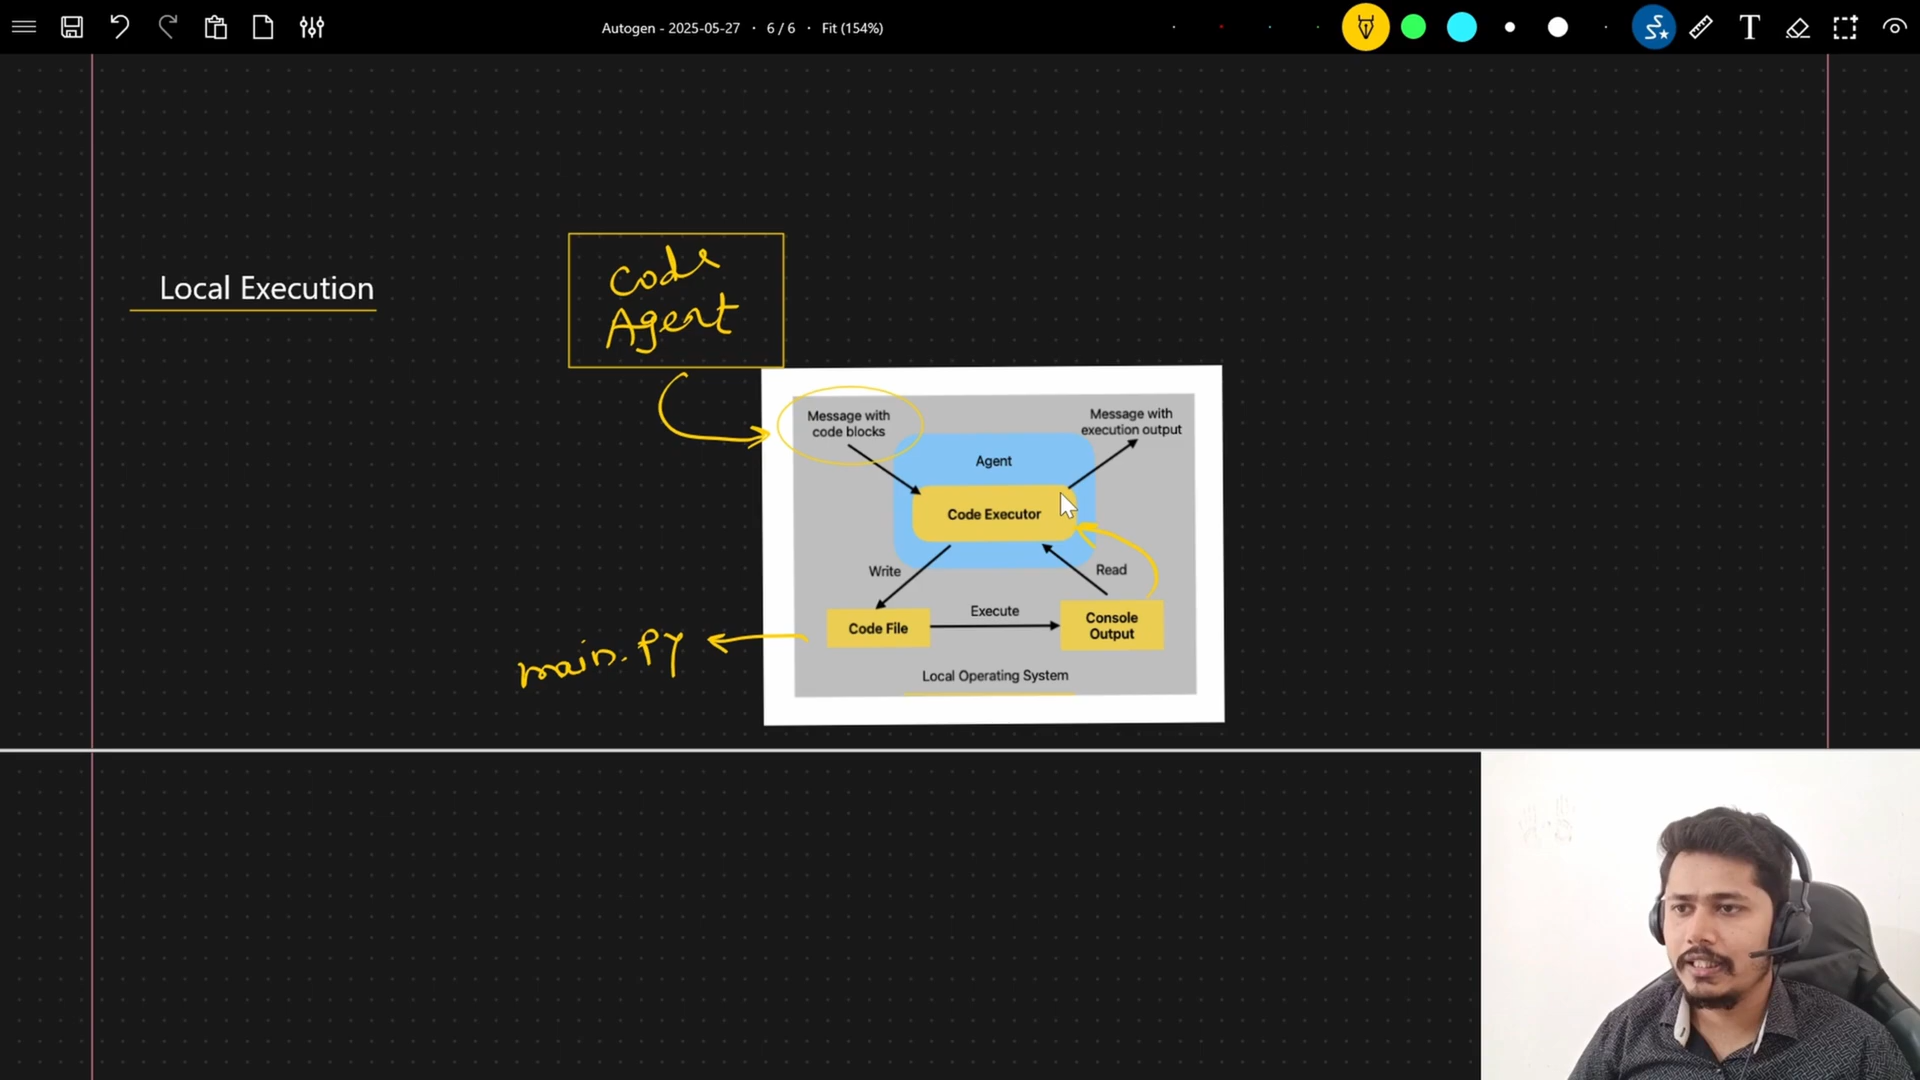 Autogen - 2025-05-27 · 6 / 6 · Fit (154%)
T
Local Execution
Code
Agent
Message with
code blocks
Message with
execution output
Agent
Code Executor
Write
Read
Execute
Code File
Console
Output
main.py
Local Operating System